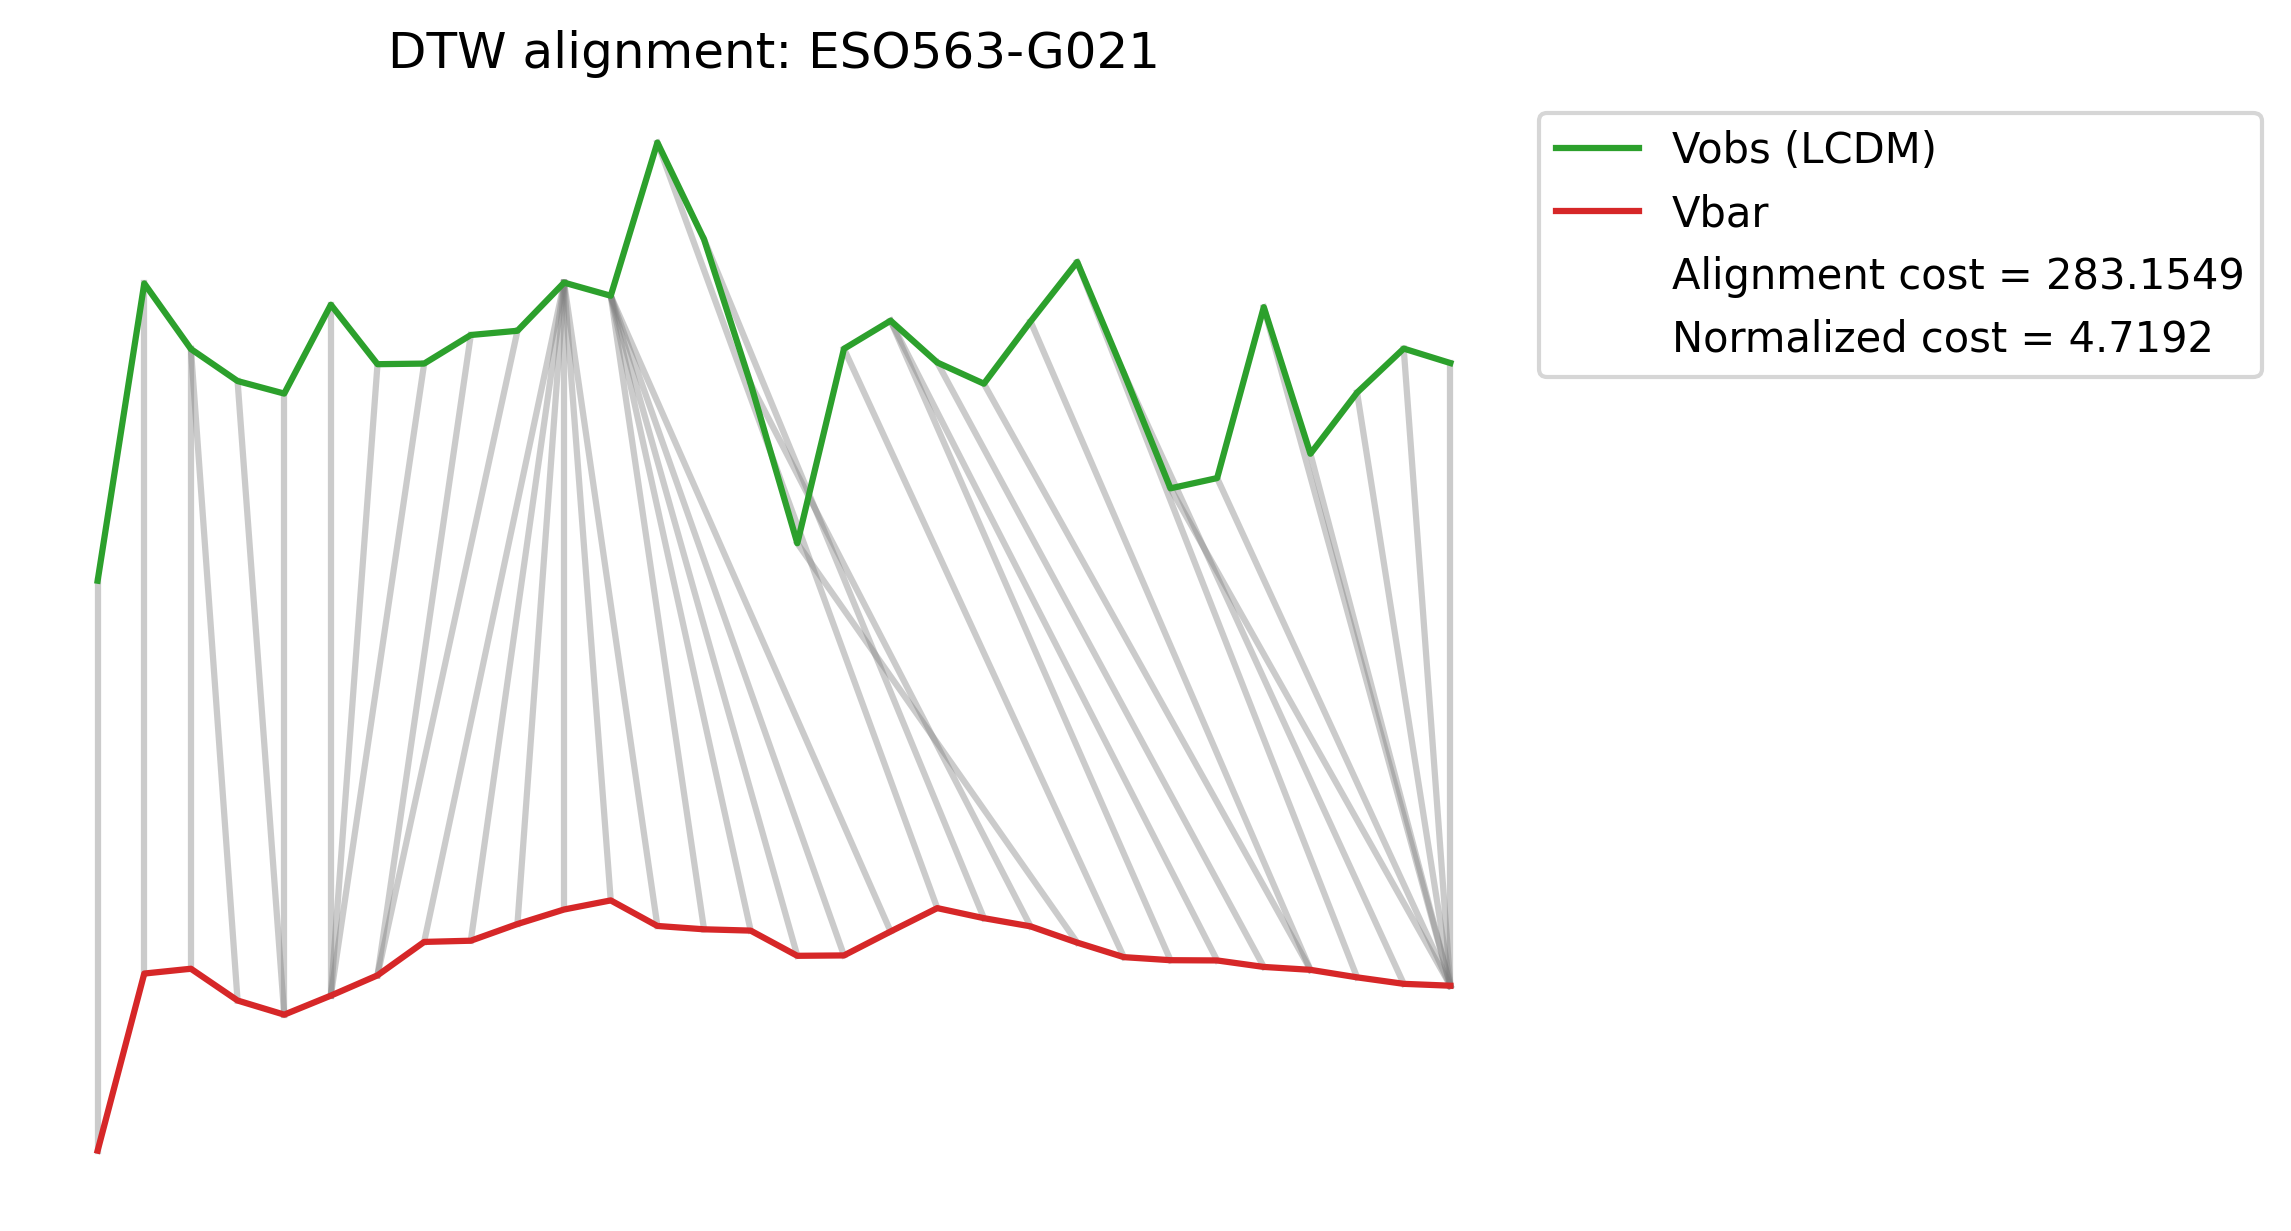 DTW alignment: ESO563-G021
Vobs (LCDM)
Vbar
Alignment cost = 283.1549
Normalized cost = 4.7192